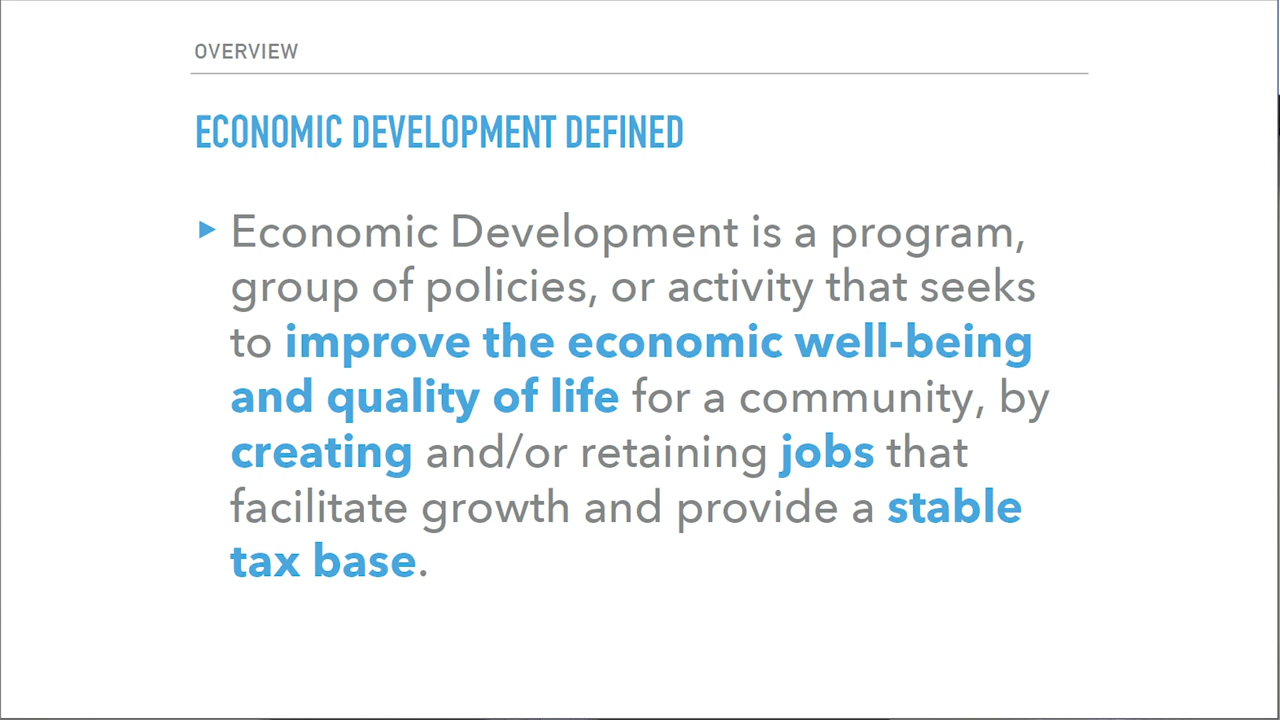 OVERVIEW
ECONOMIC DEVELOPMENT DEFINED
▸ Economic Development is a program,
group of policies, or activity that seeks
to improve the economic well-being
and quality of life for a community, by
creating and/or retaining jobs that
facilitate growth and provide a stable
tax base.